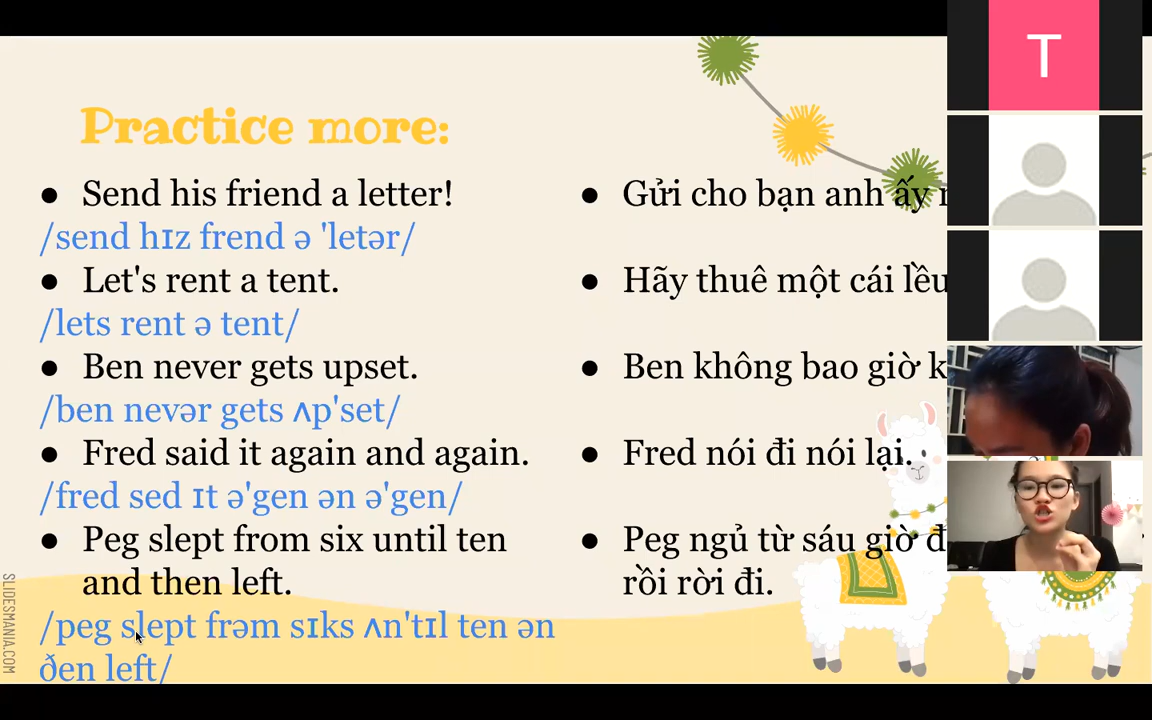 T
Practice more:
● Send his friend a letter!
/send hɪz frend ə 'letər/
● Let's rent a tent.
/lets rent ə tent/
● Ben never gets upset.
/ben nevər gets ʌp'set/
● Fred said it again and again.
/fred sed ɪt ə'gen ən ə'gen/
● Peg slept from six until ten
and then left.
/peg slept frəm sɪks ʌn'tɪl ten ən
ðen left/
● Gửi cho bạn anh ấy
● Hãy thuê một cái lều
● Ben không bao giờ
● Fred nói đi nói lại.
● Peg ngủ từ sáu giờ
rồi rời đi.
SLIDESMANIA.COM